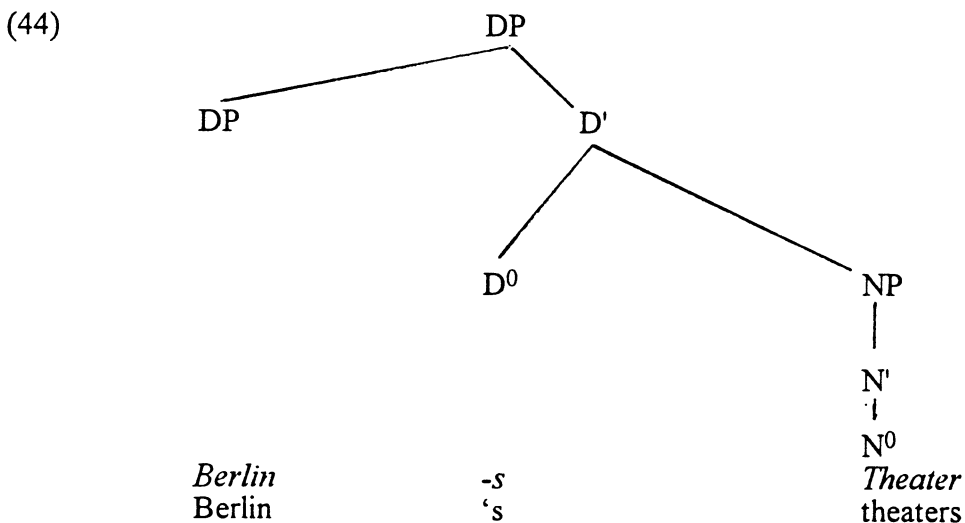 (44) DP
DP D'
D⁰ NP
N'
N⁰
Berlin -s Theater
Berlin ‘s theaters